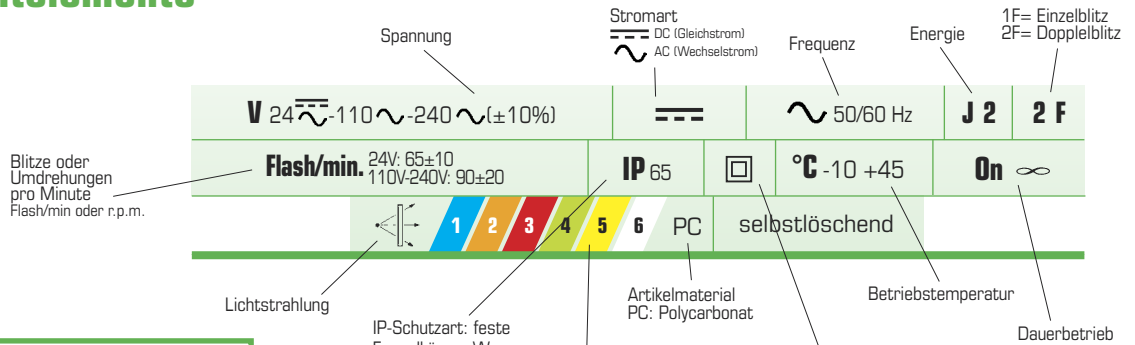 Stromart
DC (Gleichstrom)
AC (Wechselstrom)
Spannung
Frequenz
Energie
1F= Einzelblitz
2F= Dopplelblitz
V 24 -110 -240 (±10%)
50/60 Hz
J 2
2 F
Blitze oder
Umdrehungen
pro Minute
Flash/min oder r.p.m.
Flash/min. 24V: 65±10
110V-240V: 90±20
IP 65
°C -10 +45
On ∞
1 2 3 4 5 6 PC
selbstlöschend
Lichtstrahlung
IP-Schutzart: feste
Artikelmaterial
PC: Polycarbonat
Betriebstemperatur
Dauerbetrieb